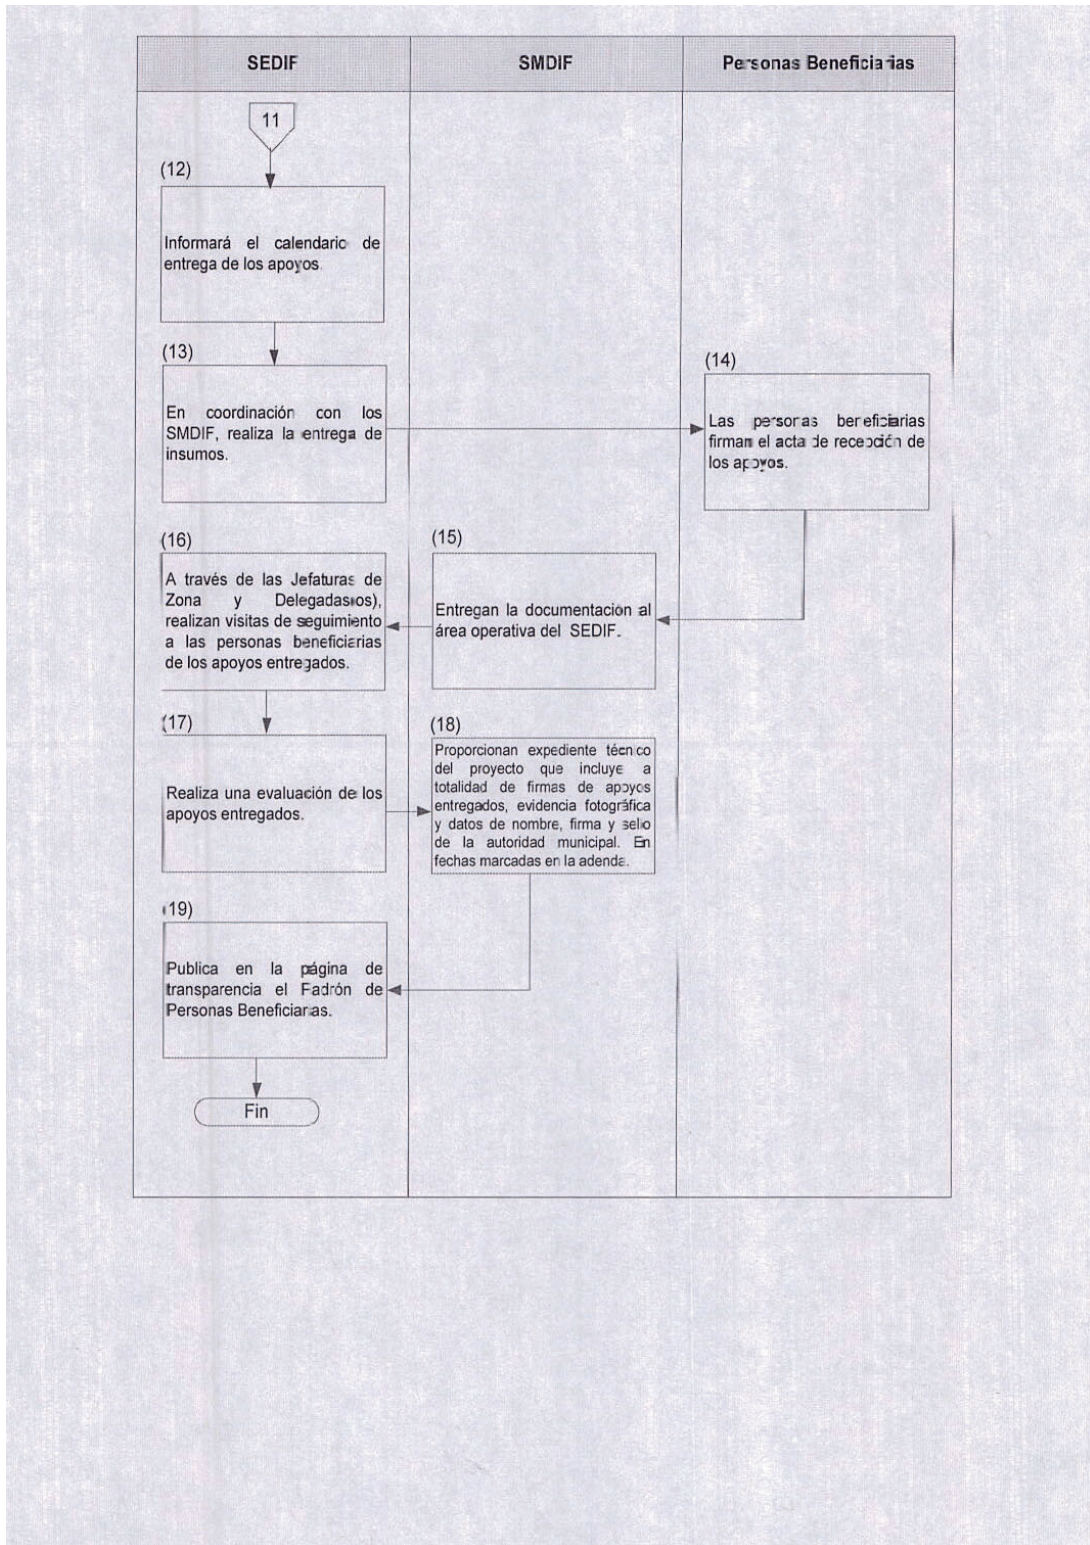 SEDIF
SMDIF
Personas Beneficiarias
11
(12)
Informará el calendario de
entrega de los apoyos.
(13)
En coordinación con los
SMDIF, realiza la entrega de
insumos.
(14)
Las personas beneficiarias
firman el acta de recepción de
los apoyos.
(15)
Entregan la documentación al
área operativa del SEDIF.
(16)
A través de las Jefaturas de
Zona y Delegadas(os),
realizan visitas de seguimiento
a las personas beneficiarias
de los apoyos entregados.
(17)
Realiza una evaluación de los
apoyos entregados.
(18)
Proporcionan expediente técnico
del proyecto que incluye a
totalidad de firmas de apoyos
entregados, evidencia fotográfica
y datos de nombre, firma y sello
de la autoridad municipal. En
fechas marcadas en la adenda.
(19)
Publica en la página de
transparencia el Padrón de
Personas Beneficiarias.
Fin